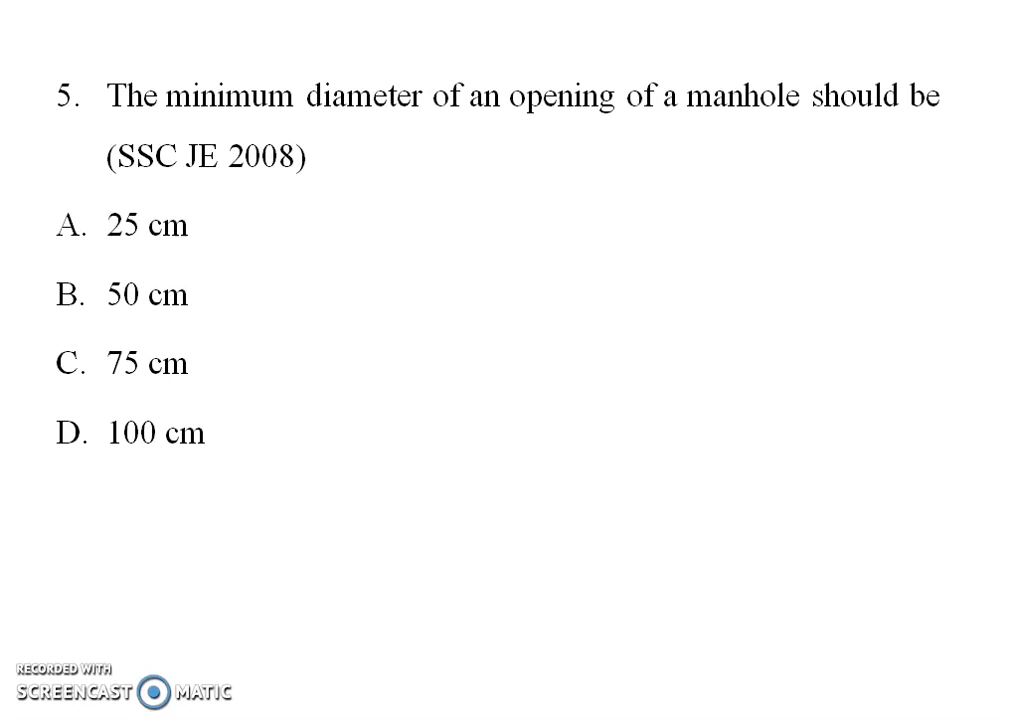 5. The minimum diameter of an opening of a manhole should be
(SSC JE 2008)
A. 25 cm
B. 50 cm
C. 75 cm
D. 100 cm
RECORDED WITH
SCREENCAST MATIC